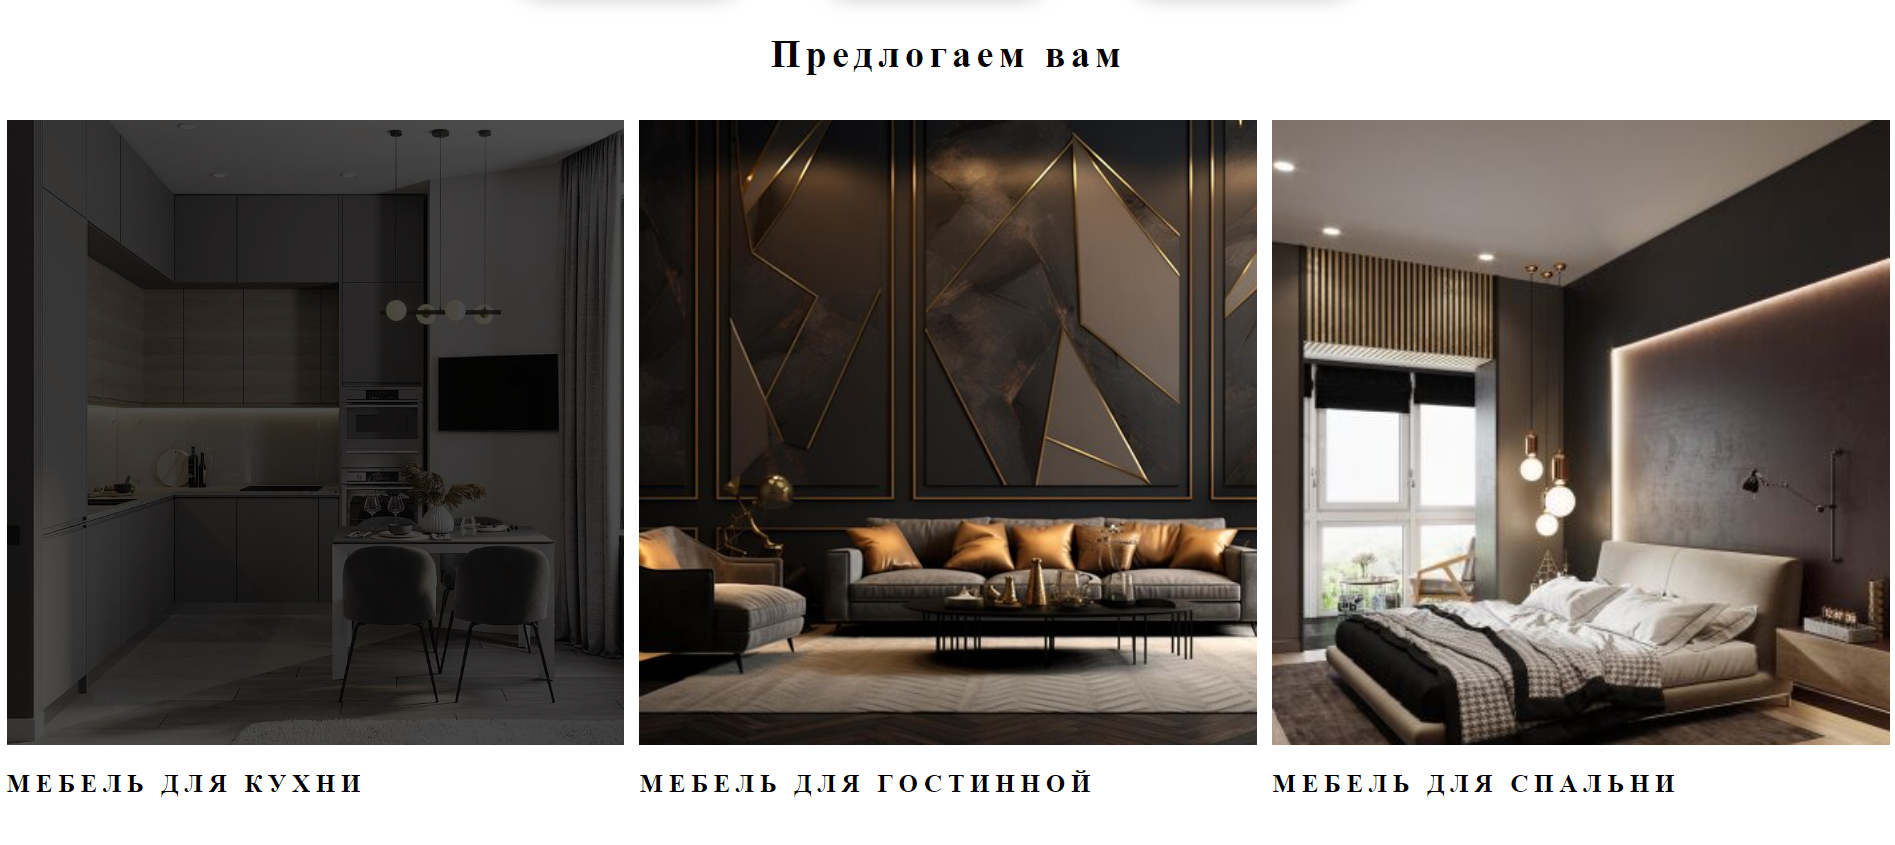 Предлогаем вам
МЕБЕЛЬ ДЛЯ КУХНИ
МЕБЕЛЬ ДЛЯ ГОСТИННОЙ
МЕБЕЛЬ ДЛЯ СПАЛЬНИ